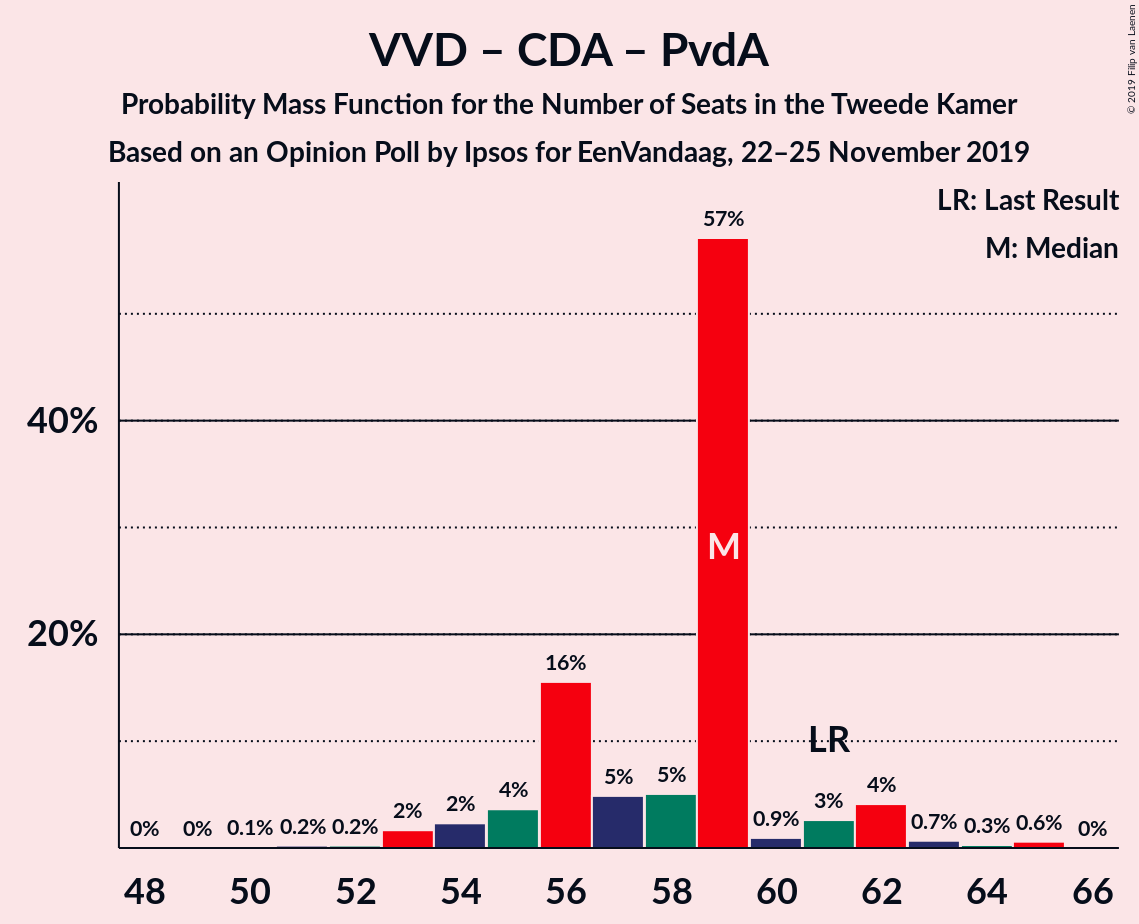 VVD – CDA – PvdA
Probability Mass Function for the Number of Seats in the Tweede Kamer
Based on an Opinion Poll by Ipsos for EenVandaag, 22–25 November 2019
© 2019 Filip van Laenen
LR: Last Result
M: Median
57%
40%
M
20%
16%
LR
0% 0% 0.1% 0.2% 0.2% 2% 2% 4% 5% 5% 0.9% 3% 4% 0.7% 0.3% 0.6% 0%
48 50 52 54 56 58 60 62 64 66